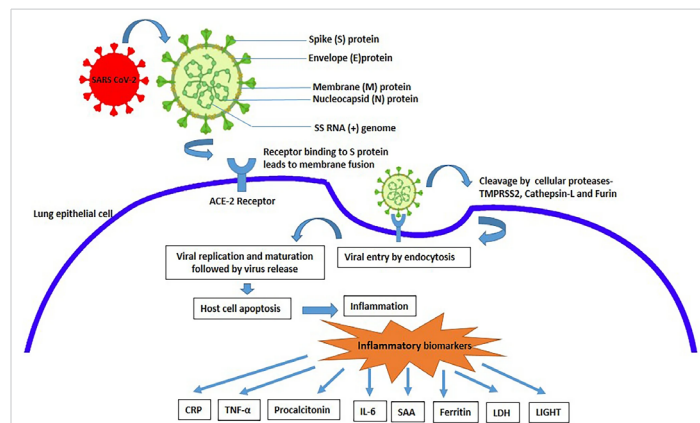 SARS CoV-2
Spike (S) protein
Envelope (E)protein
Membrane (M) protein
Nucleocapsid (N) protein
SS RNA (+) genome
Receptor binding to S protein
leads to membrane fusion
ACE-2 Receptor
Cleavage by cellular proteases-
TMPRSS2, Cathepsin-L and Furin
Lung epithelial cell
Viral replication and maturation
followed by virus release
Viral entry by endocytosis
Host cell apoptosis
Inflammation
Inflammatory biomarkers
CRP
TNF-α
Procalcitonin
IL-6
SAA
Ferritin
LDH
LIGHT